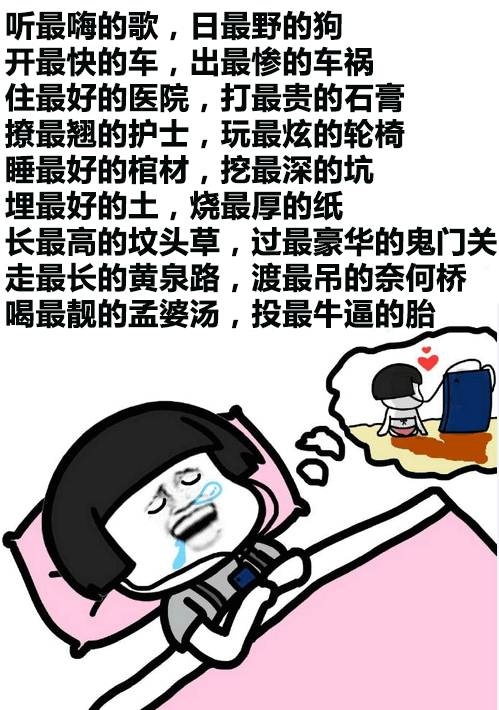 听最嗨的歌，日最野的狗
开最快的车，出最惨的车祸
住最好的医院，打最贵的石膏
撩最翘的护士，玩最炫的轮椅
睡最好的棺材，挖最深的坑
埋最好的土，烧最厚的纸
长最高的坟头草，过最豪华的鬼门关
走最长的黄泉路，渡最吊的奈何桥
喝最靓的孟婆汤，投最牛逼的胎